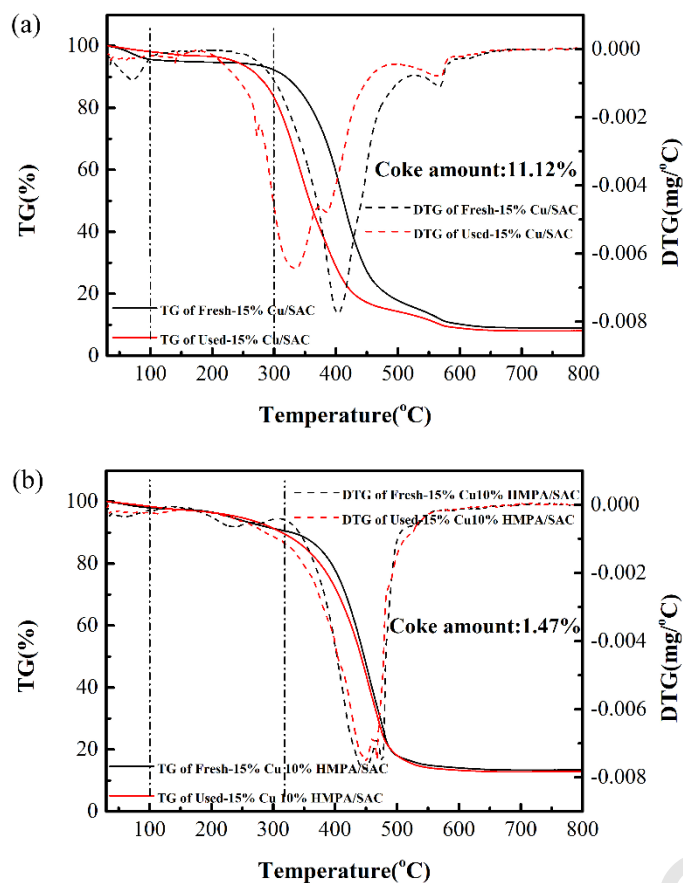 (a)
100
80
60
40
20
0
TG(%)
0.000
-0.002
-0.004
-0.006
-0.008
DTG(mg/°C)
Coke amount:11.12%
DTG of Fresh-15% Cu/SAC
DTG of Used-15% Cu/SAC
TG of Fresh-15% Cu/SAC
TG of Used-15% Cu/SAC
100 200 300 400 500 600 700 800
Temperature(°C)
(b)
100
80
60
40
20
0
TG(%)
DTG of Fresh-15% Cu10% HMPA/SAC
DTG of Used-15% Cu10% HMPA/SAC
0.000
-0.002
-0.004
-0.006
-0.008
DTG(mg/°C)
Coke amount:1.47%
TG of Fresh-15% Cu 10% HMPA/SAC
TG of Used-15% Cu 10% HMPA/SAC
100 200 300 400 500 600 700 800
Temperature(°C)